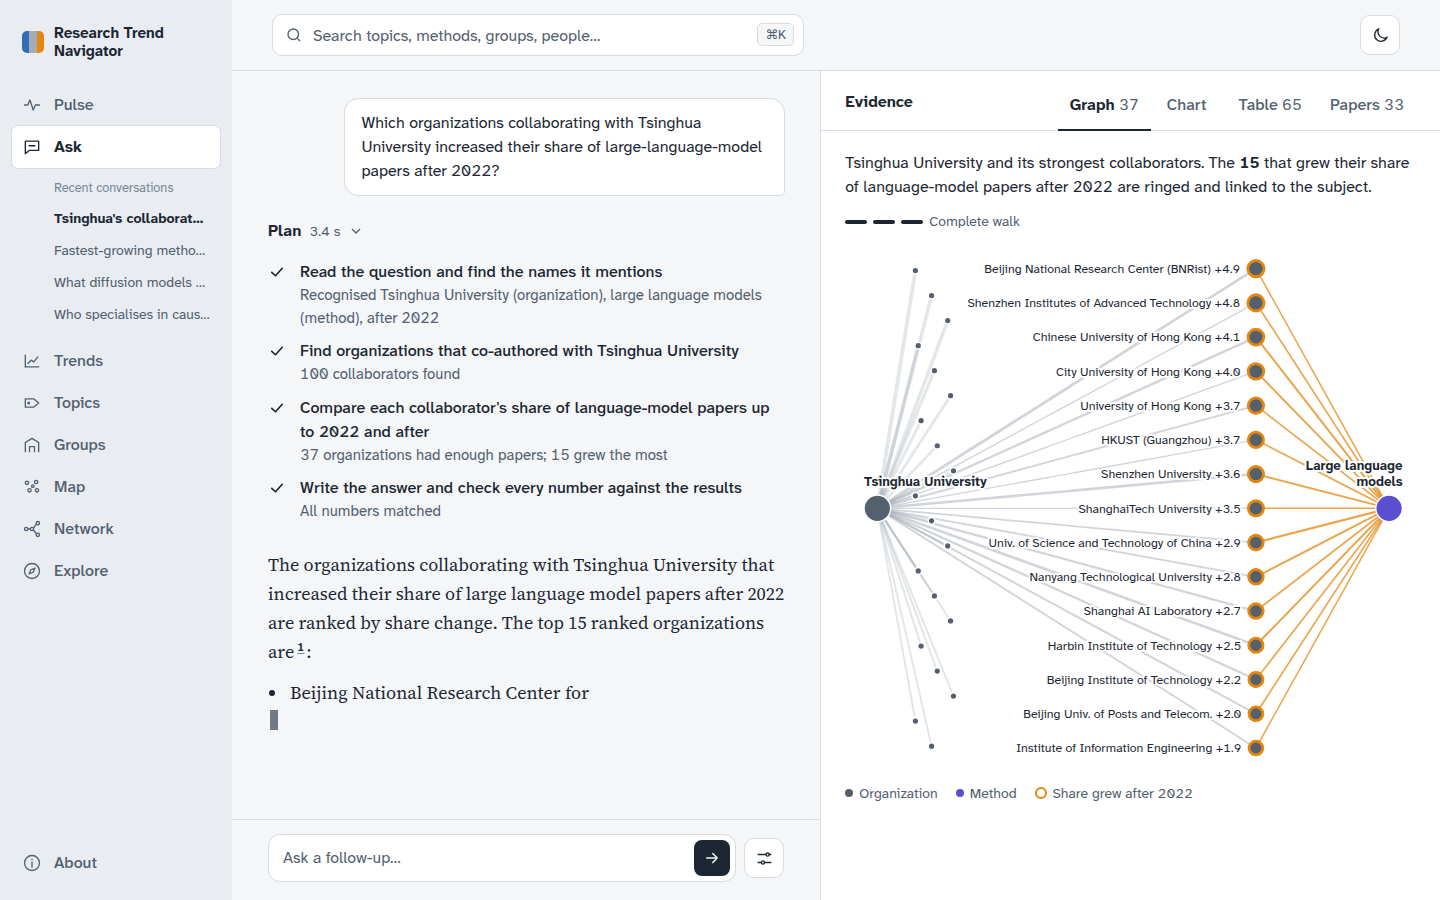 Research Trend
Navigator
Search topics, methods, groups, people...
⌘K
Pulse
Ask
Recent conversations
Tsinghua's collaborat...
Fastest-growing metho...
What diffusion models ...
Who specialises in caus...
Trends
Topics
Groups
Map
Network
Explore
About
Which organizations collaborating with Tsinghua
University increased their share of large-language-model
papers after 2022?
Plan 3.4 s
Read the question and find the names it mentions
Recognised Tsinghua University (organization), large language models
(method), after 2022
Find organizations that co-authored with Tsinghua University
100 collaborators found
Compare each collaborator's share of language-model papers up
to 2022 and after
37 organizations had enough papers; 15 grew the most
Write the answer and check every number against the results
All numbers matched
The organizations collaborating with Tsinghua University that
increased their share of large language model papers after 2022
are ranked by share change. The top 15 ranked organizations
are 1:
• Beijing National Research Center for
Ask a follow-up...
Evidence
Graph 37
Chart
Table 65
Papers 33
Tsinghua University and its strongest collaborators. The 15 that grew their share
of language-model papers after 2022 are ringed and linked to the subject.
Complete walk
Beijing National Research Center (BNRist) +4.9
Shenzhen Institutes of Advanced Technology +4.8
Chinese University of Hong Kong +4.1
City University of Hong Kong +4.0
University of Hong Kong +3.7
HKUST (Guangzhou) +3.7
Shenzhen University +3.6
ShanghaiTech University +3.5
Univ. of Science and Technology of China +2.9
Nanyang Technological University +2.8
Shanghai AI Laboratory +2.7
Harbin Institute of Technology +2.5
Beijing Institute of Technology +2.2
Beijing Univ. of Posts and Telecom. +2.0
Institute of Information Engineering +1.9
Tsinghua University
Large language
models
Organization
Method
Share grew after 2022